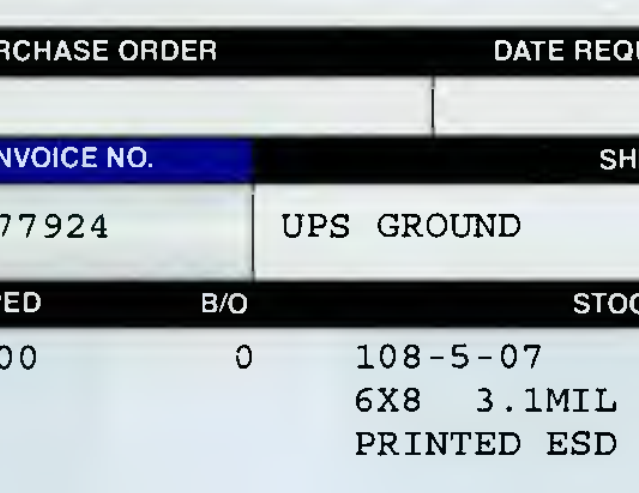 RCHASE ORDER DATE REQU
NVOICE NO. SH
77924 UPS GROUND
PED B/O STOC
00 0 108-5-07
6X8 3.1MIL
PRINTED ESD